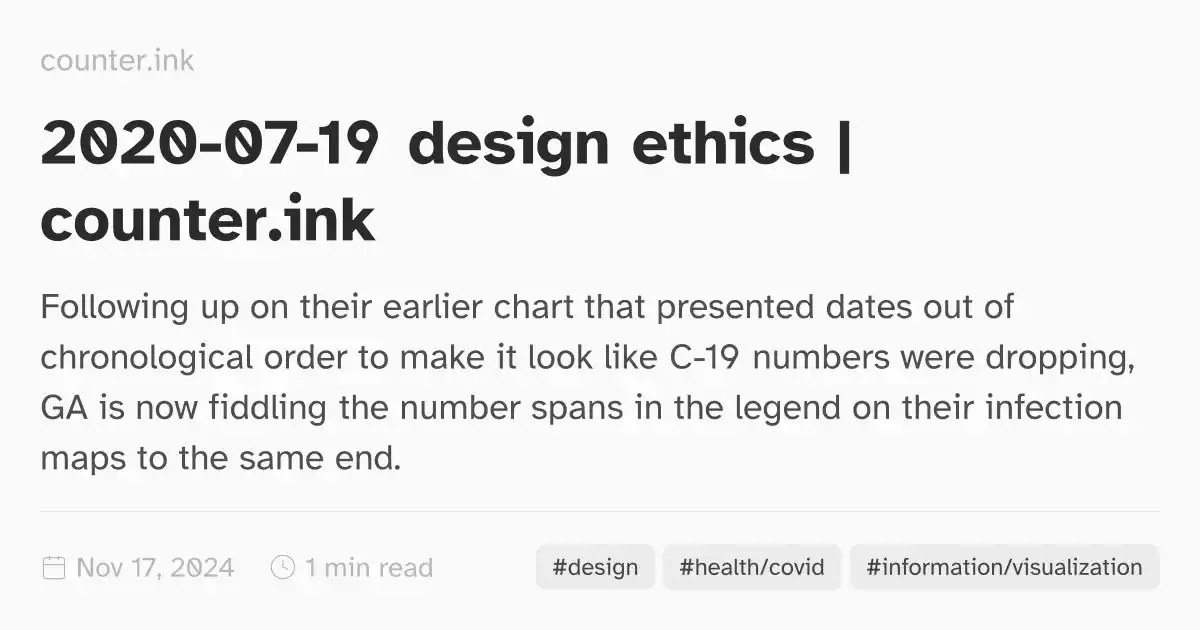 counter.ink
2020-07-19 design ethics |
counter.ink
Following up on their earlier chart that presented dates out of
chronological order to make it look like C-19 numbers were dropping,
GA is now fiddling the number spans in the legend on their infection
maps to the same end.
Nov 17, 2024 1 min read #design #health/covid #information/visualization